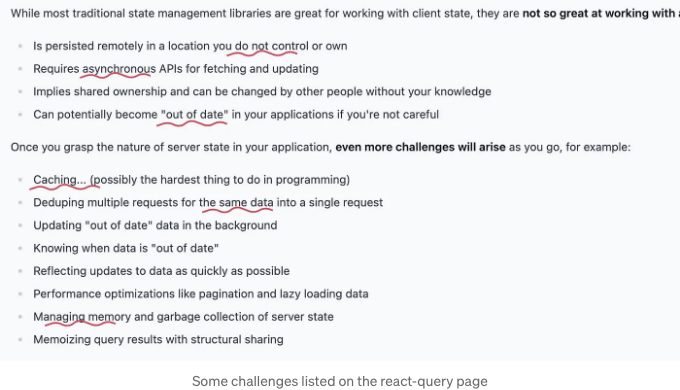 While most traditional state management libraries are great for working with client state, they are not so great at working with
Is persisted remotely in a location you do not control or own
Requires asynchronous APIs for fetching and updating
Implies shared ownership and can be changed by other people without your knowledge
Can potentially become "out of date" in your applications if you're not careful
Once you grasp the nature of server state in your application, even more challenges will arise as you go, for example:
Caching... (possibly the hardest thing to do in programming)
Deduping multiple requests for the same data into a single request
Updating "out of date" data in the background
Knowing when data is "out of date"
Reflecting updates to data as quickly as possible
Performance optimizations like pagination and lazy loading data
Managing memory and garbage collection of server state
Memoizing query results with structural sharing
Some challenges listed on the react-query page